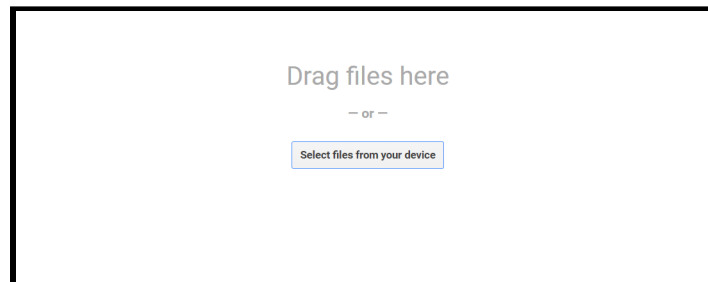 Drag files here
— or —
Select files from your device